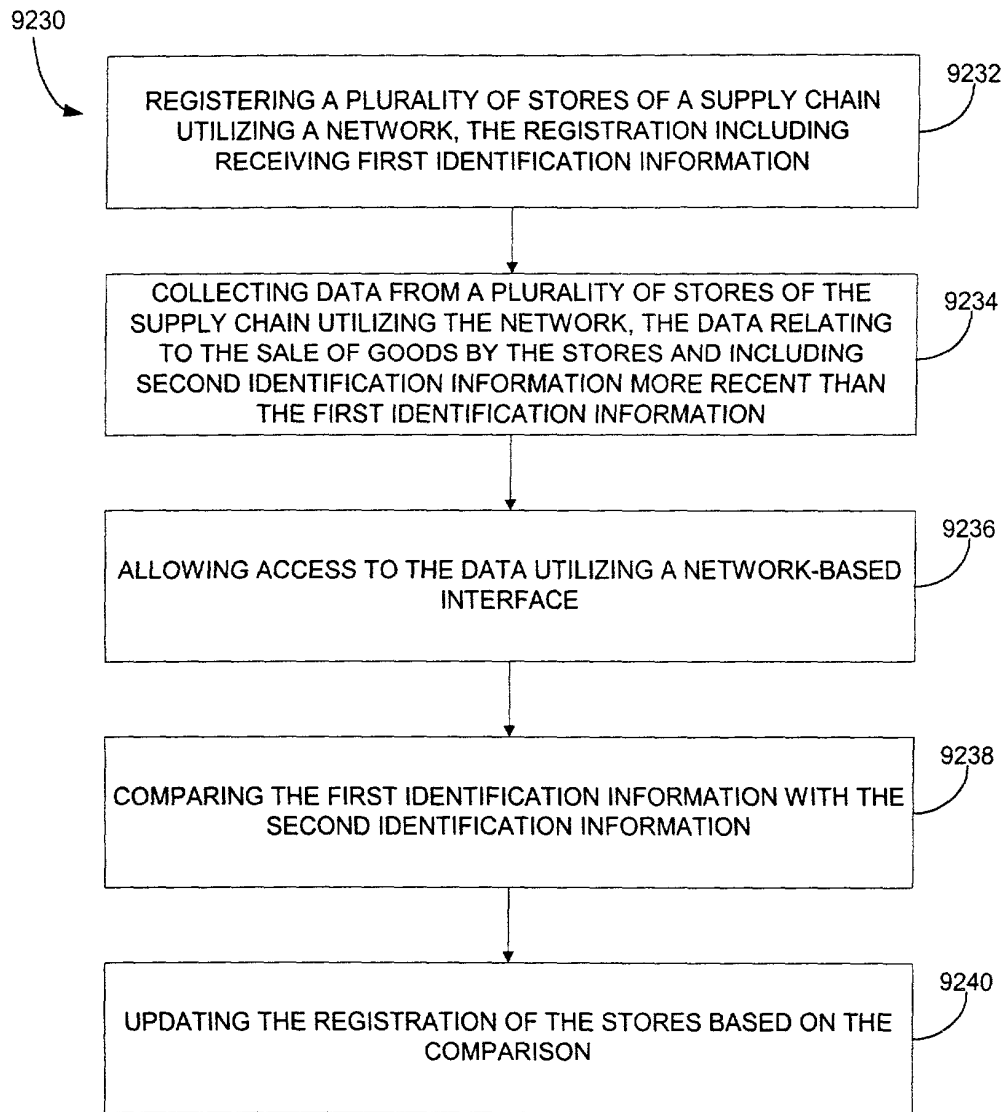 9230
9232
REGISTERING A PLURALITY OF STORES OF A SUPPLY CHAIN
UTILIZING A NETWORK, THE REGISTRATION INCLUDING
RECEIVING FIRST IDENTIFICATION INFORMATION
9234
COLLECTING DATA FROM A PLURALITY OF STORES OF THE
SUPPLY CHAIN UTILIZING THE NETWORK, THE DATA RELATING
TO THE SALE OF GOODS BY THE STORES AND INCLUDING
SECOND IDENTIFICATION INFORMATION MORE RECENT THAN
THE FIRST IDENTIFICATION INFORMATION
9236
ALLOWING ACCESS TO THE DATA UTILIZING A NETWORK-BASED
INTERFACE
9238
COMPARING THE FIRST IDENTIFICATION INFORMATION WITH THE
SECOND IDENTIFICATION INFORMATION
9240
UPDATING THE REGISTRATION OF THE STORES BASED ON THE
COMPARISON